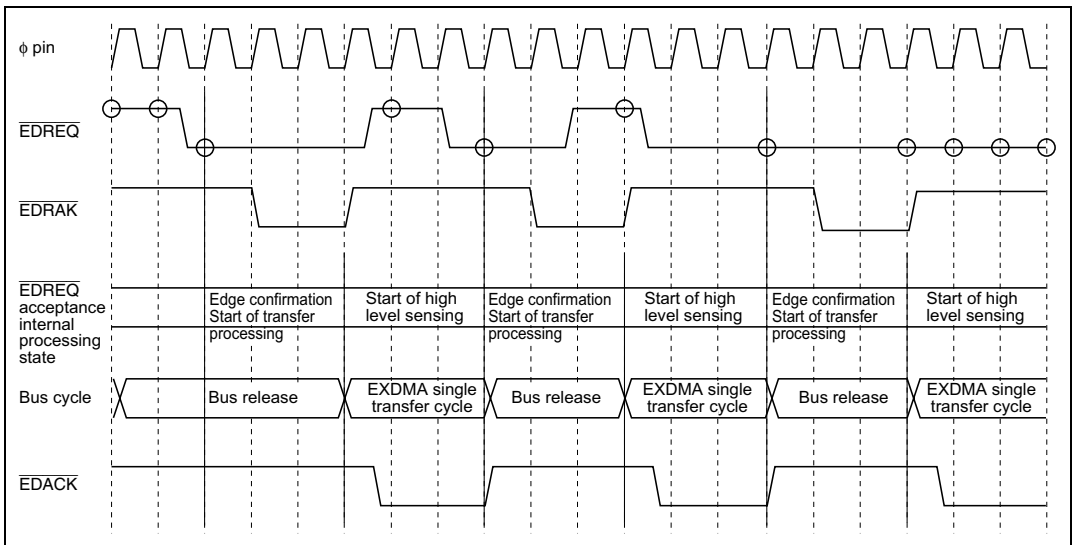 φ pin
EDREQ
EDRAK
EDREQ
acceptance
internal
processing
state
Edge confirmation
Start of transfer
processing
Start of high
level sensing
Edge confirmation
Start of transfer
processing
Start of high
level sensing
Edge confirmation
Start of transfer
processing
Start of high
level sensing
Bus cycle
Bus release
EXDMA single
transfer cycle
Bus release
EXDMA single
transfer cycle
Bus release
EXDMA single
transfer cycle
EDACK